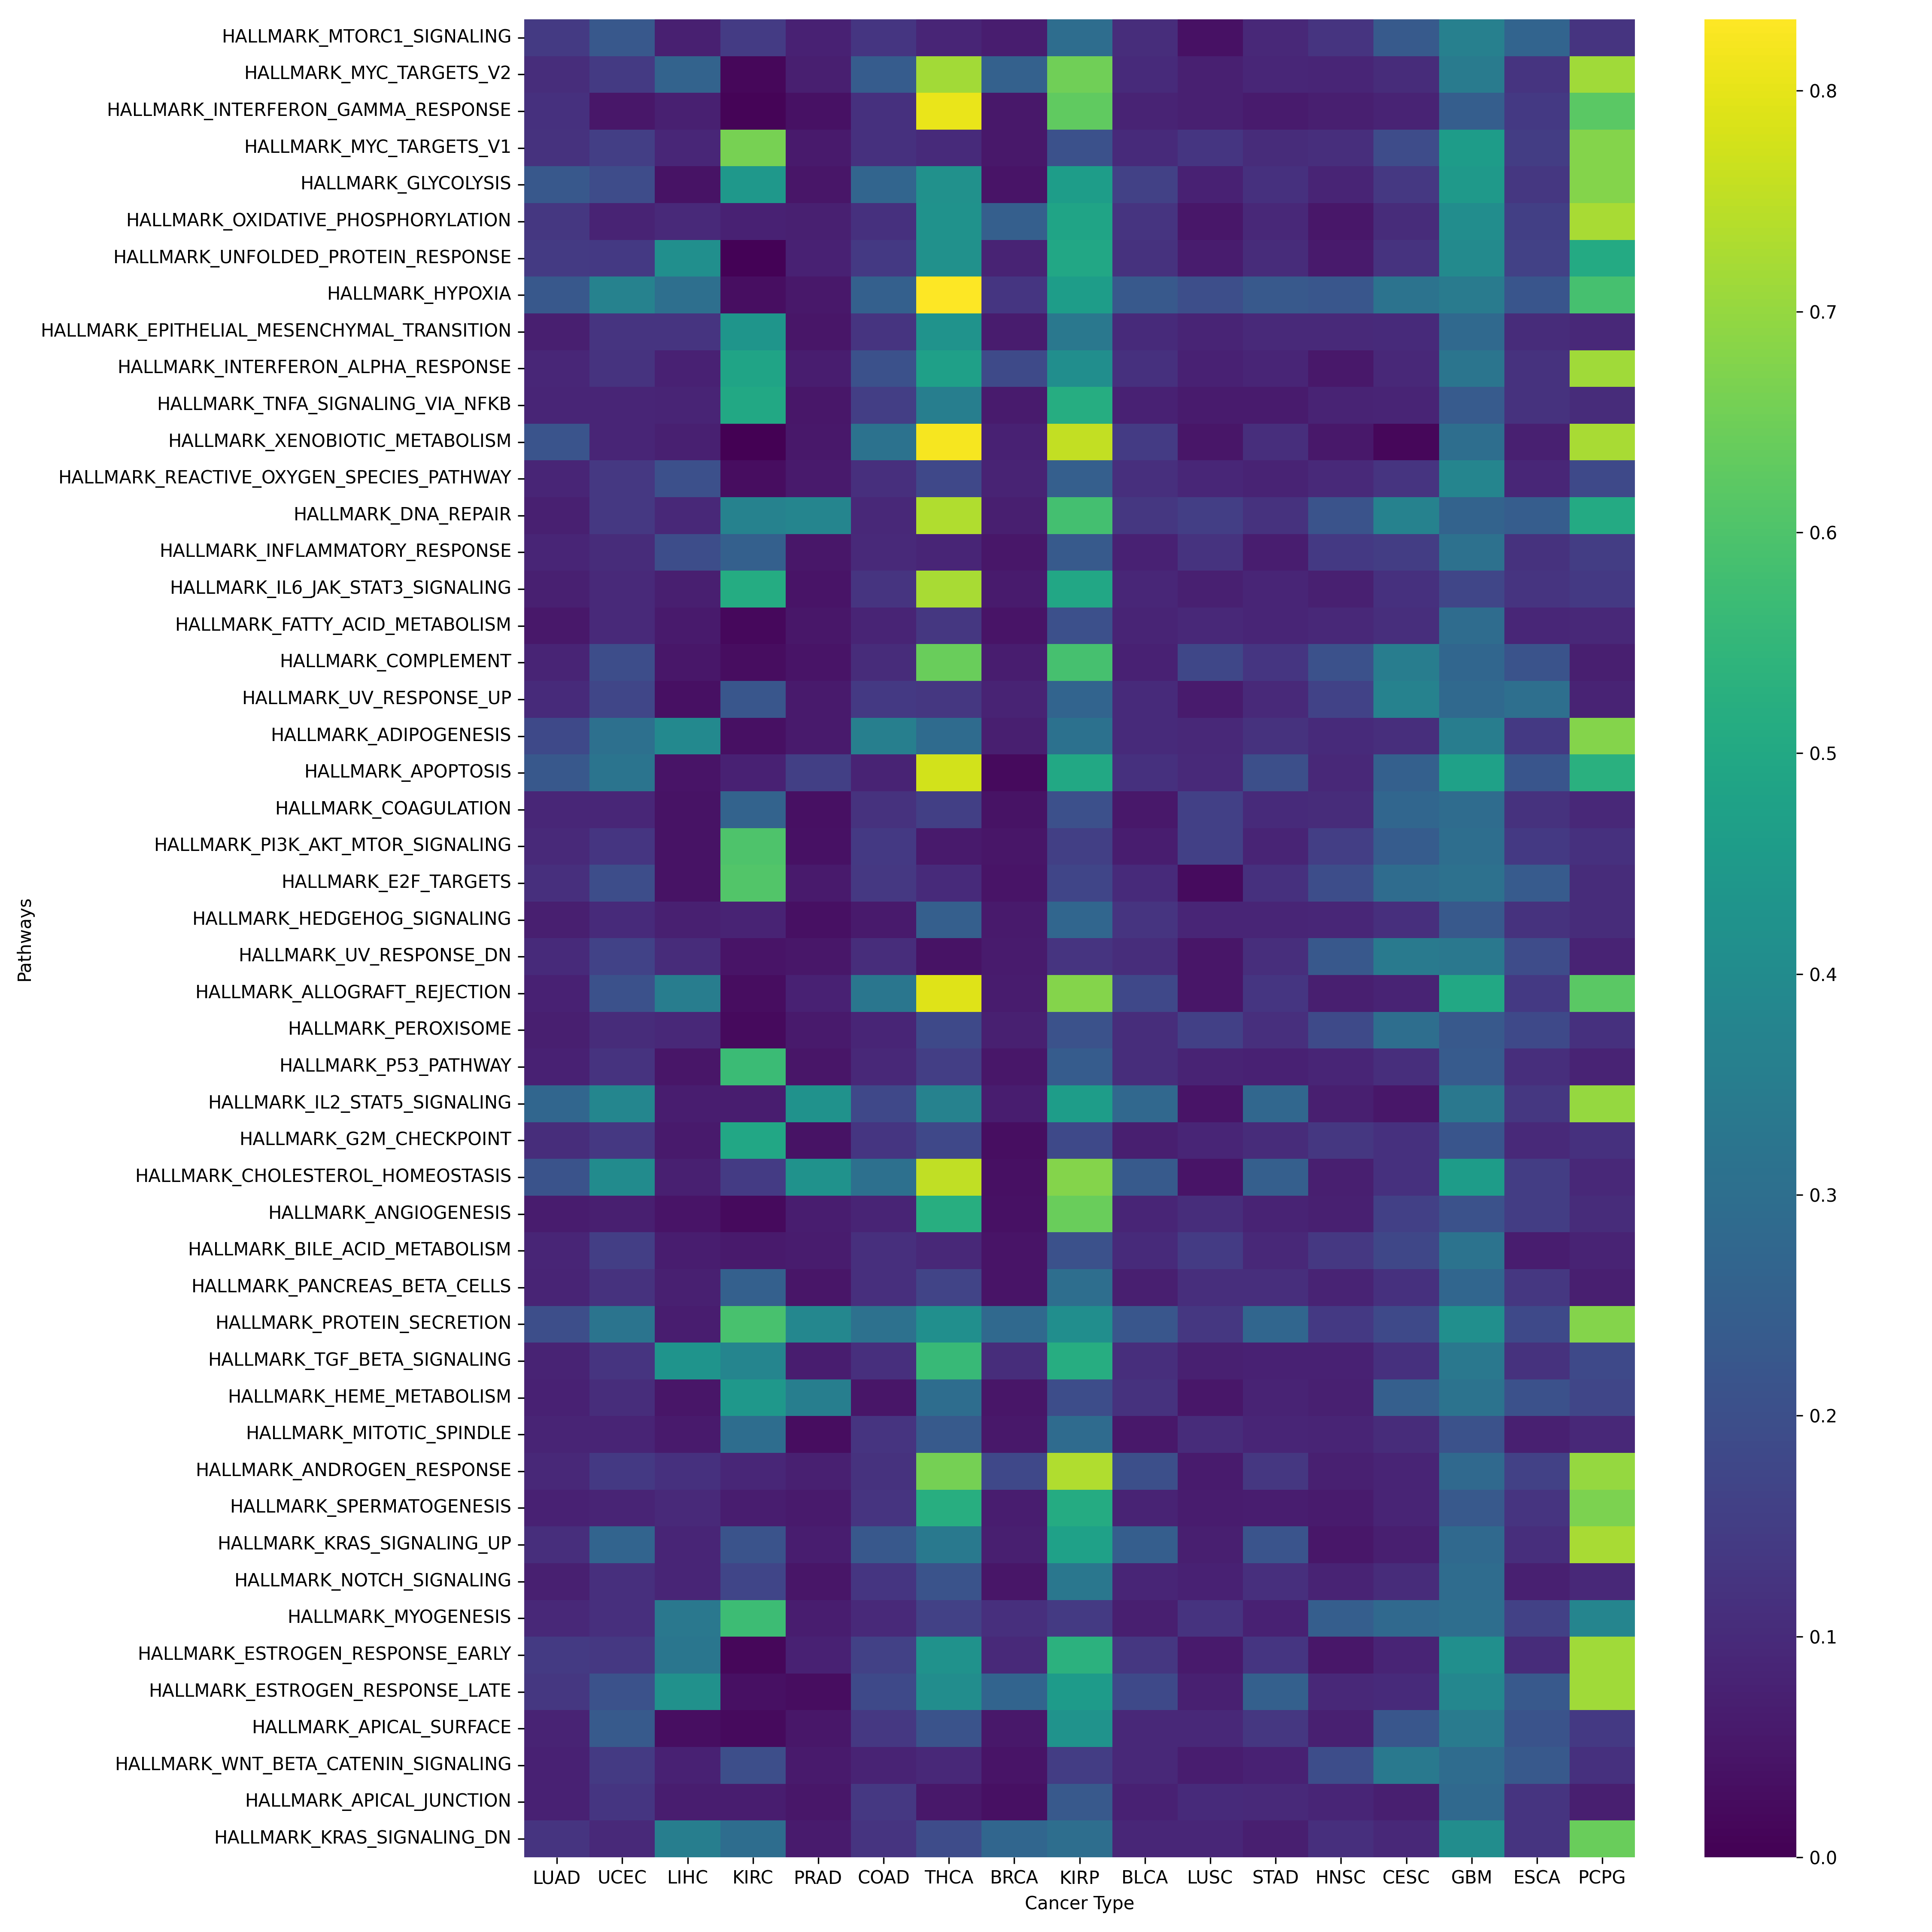 HALLMARK_MTORC1_SIGNALING
HALLMARK_MYC_TARGETS_V2
HALLMARK_INTERFERON_GAMMA_RESPONSE
HALLMARK_MYC_TARGETS_V1
HALLMARK_GLYCOLYSIS
HALLMARK_OXIDATIVE_PHOSPHORYLATION
HALLMARK_UNFOLDED_PROTEIN_RESPONSE
HALLMARK_HYPOXIA
HALLMARK_EPITHELIAL_MESENCHYMAL_TRANSITION
HALLMARK_INTERFERON_ALPHA_RESPONSE
HALLMARK_TNFA_SIGNALING_VIA_NFKB
HALLMARK_XENOBIOTIC_METABOLISM
HALLMARK_REACTIVE_OXYGEN_SPECIES_PATHWAY
HALLMARK_DNA_REPAIR
HALLMARK_INFLAMMATORY_RESPONSE
HALLMARK_IL6_JAK_STAT3_SIGNALING
HALLMARK_FATTY_ACID_METABOLISM
HALLMARK_COMPLEMENT
HALLMARK_UV_RESPONSE_UP
HALLMARK_ADIPOGENESIS
HALLMARK_APOPTOSIS
HALLMARK_COAGULATION
HALLMARK_PI3K_AKT_MTOR_SIGNALING
HALLMARK_E2F_TARGETS
HALLMARK_HEDGEHOG_SIGNALING
HALLMARK_UV_RESPONSE_DN
HALLMARK_ALLOGRAFT_REJECTION
HALLMARK_PEROXISOME
HALLMARK_P53_PATHWAY
HALLMARK_IL2_STAT5_SIGNALING
HALLMARK_G2M_CHECKPOINT
HALLMARK_CHOLESTEROL_HOMEOSTASIS
HALLMARK_ANGIOGENESIS
HALLMARK_BILE_ACID_METABOLISM
HALLMARK_PANCREAS_BETA_CELLS
HALLMARK_PROTEIN_SECRETION
HALLMARK_TGF_BETA_SIGNALING
HALLMARK_HEME_METABOLISM
HALLMARK_MITOTIC_SPINDLE
HALLMARK_ANDROGEN_RESPONSE
HALLMARK_SPERMATOGENESIS
HALLMARK_KRAS_SIGNALING_UP
HALLMARK_NOTCH_SIGNALING
HALLMARK_MYOGENESIS
HALLMARK_ESTROGEN_RESPONSE_EARLY
HALLMARK_ESTROGEN_RESPONSE_LATE
HALLMARK_APICAL_SURFACE
HALLMARK_WNT_BETA_CATENIN_SIGNALING
HALLMARK_APICAL_JUNCTION
HALLMARK_KRAS_SIGNALING_DN
Pathways
LUAD UCEC LIHC KIRC PRAD COAD THCA BRCA KIRP BLCA LUSC STAD HNSC CESC GBM ESCA PCPG
Cancer Type
0.8
0.7
0.6
0.5
0.4
0.3
0.2
0.1
0.0